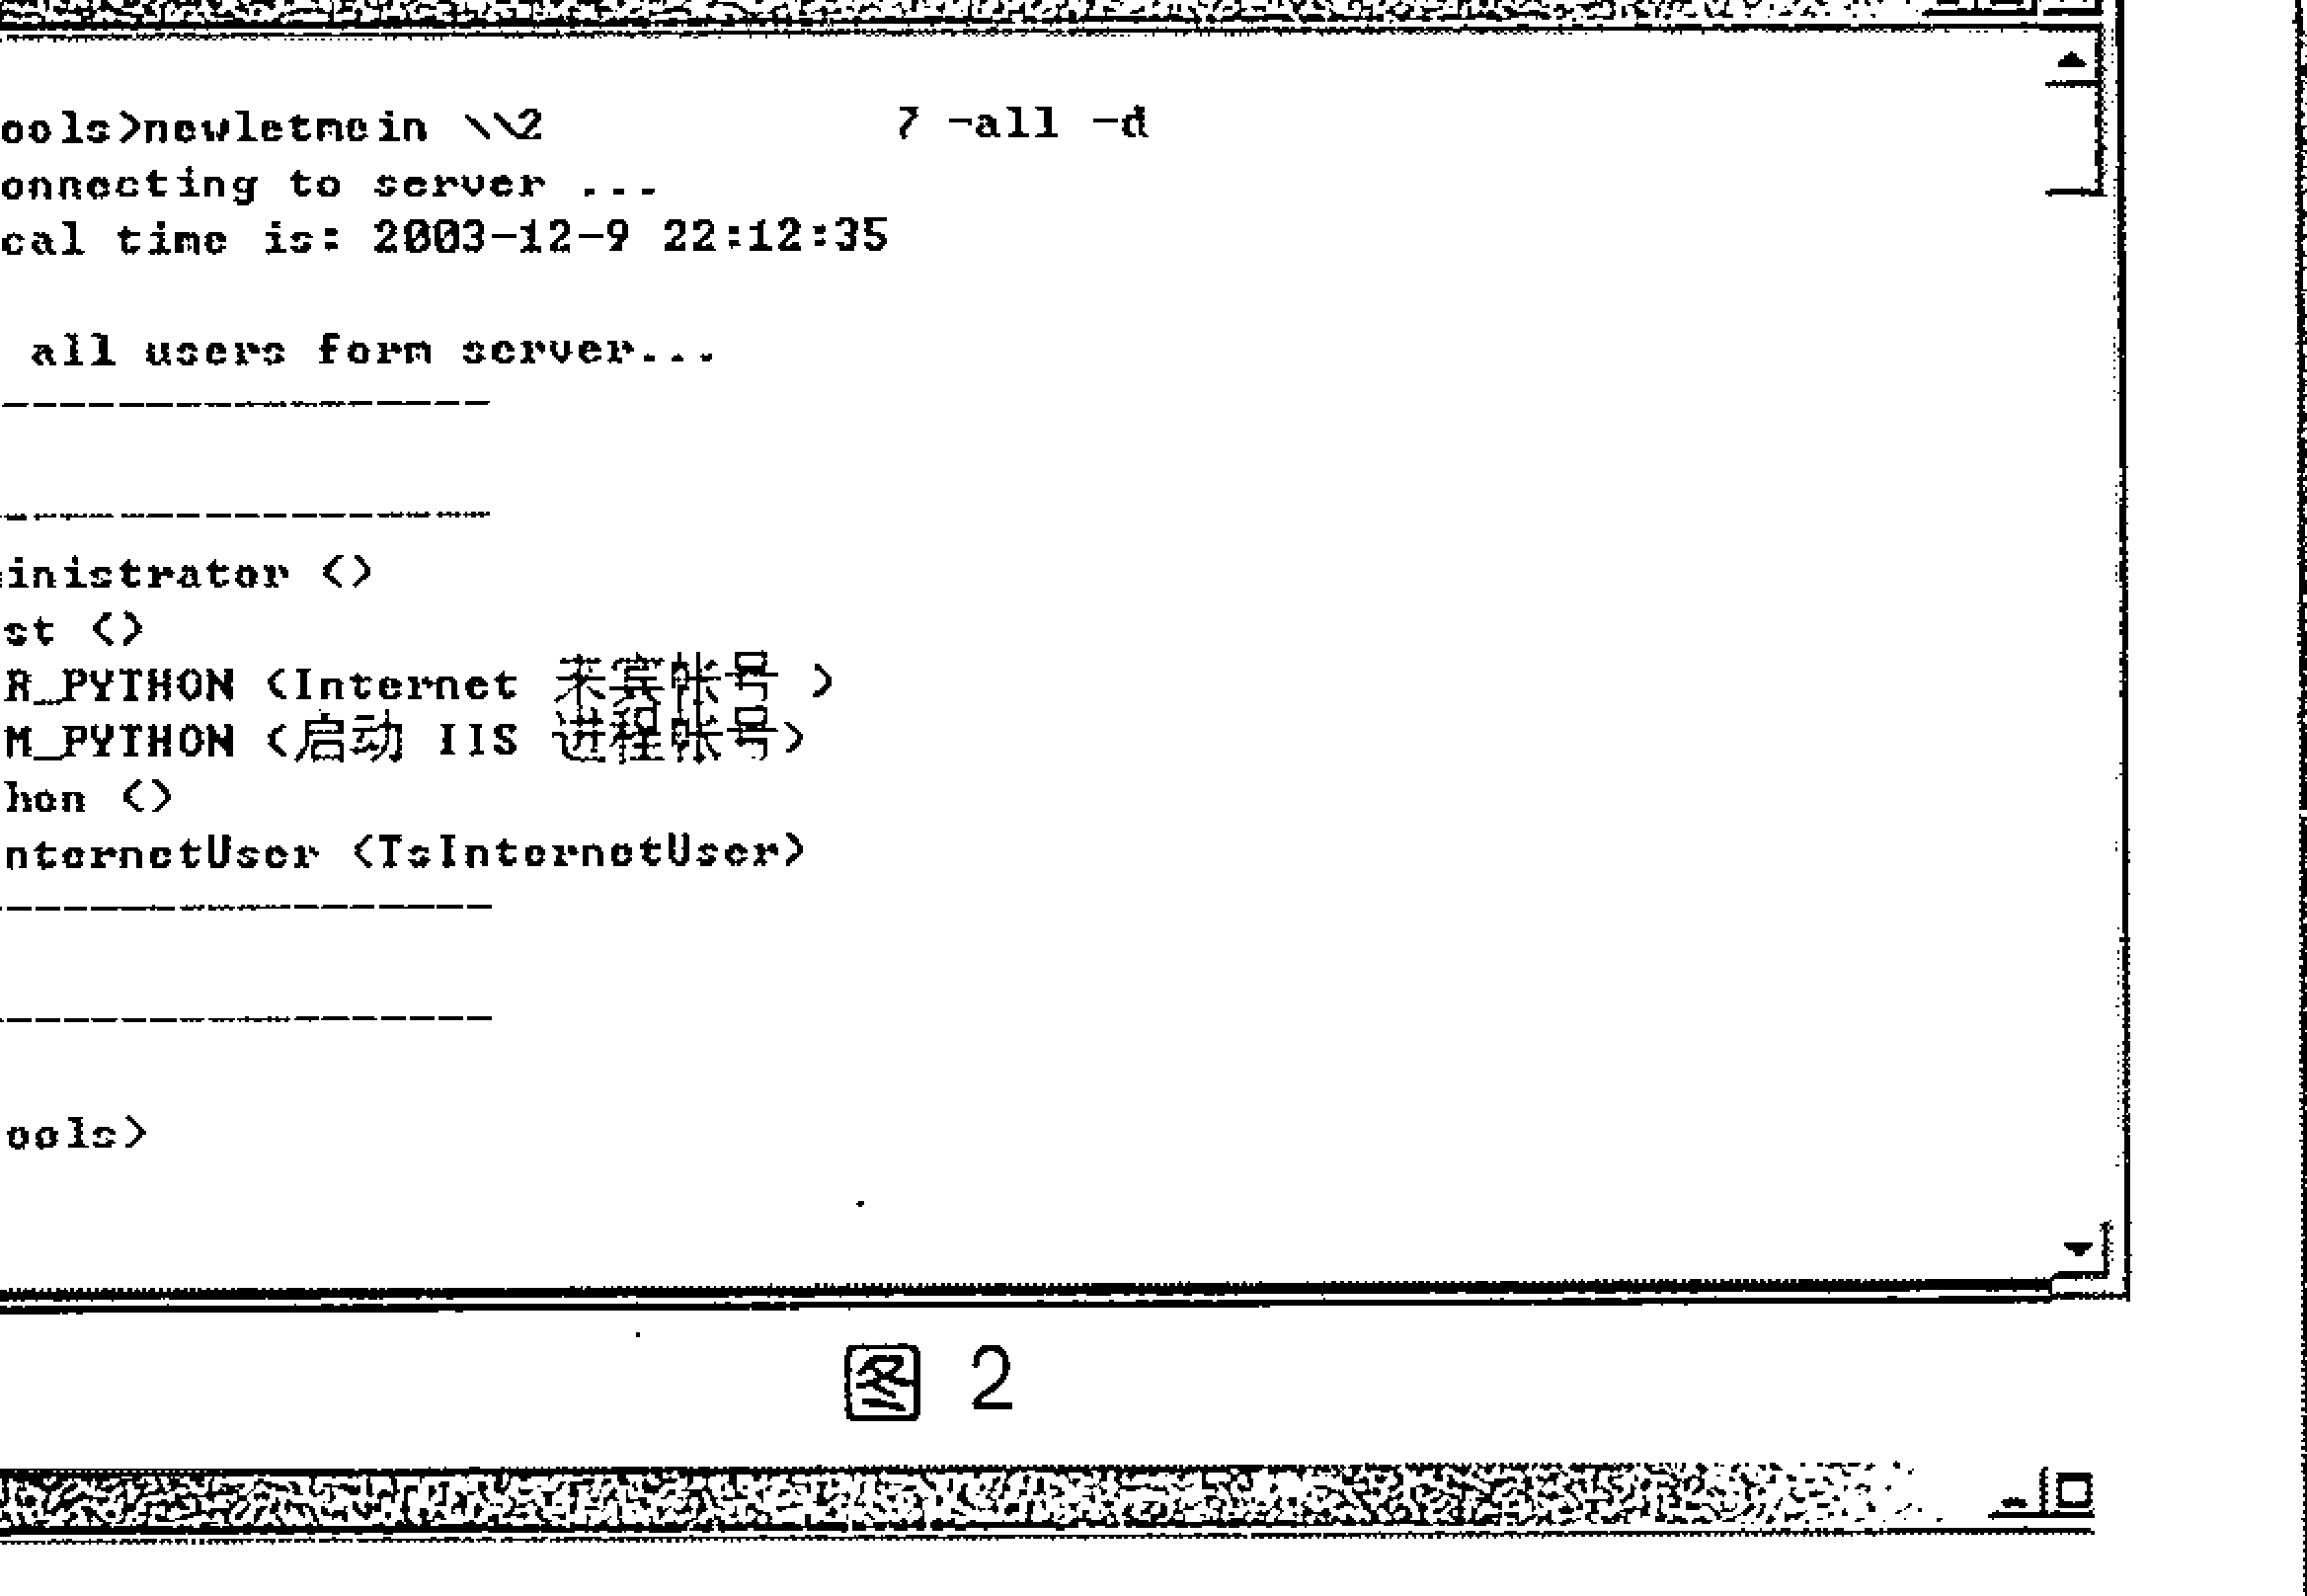 ools>newletmein \\2 7 -all -d
onnecting to server ...
cal time is: 2003-12-9 22:12:35
all users form server...
------------------
------------------
inistrator ()
st ()
R_PYTHON (Internet 来宾帐号 )
M_PYTHON (启动 IIS 进程帐号)
hon ()
nternetUser (TsInternetUser)
------------------
------------------
ools>
图 2